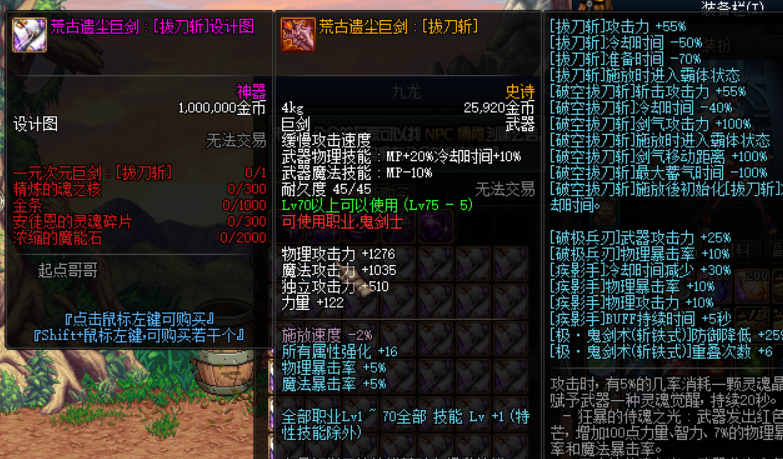 荒古遗尘巨剑：[拔刀斩]设计图
神器
1,000,000金币
设计图
无法交易
一元次元巨剑：[拔刀斩] 0/1
精炼的魂之核 0/300
金条 0/1000
安徒恩的灵魂碎片 0/300
浓缩的魔能石 0/2000
起点哥哥
『点击鼠标左键可购买』
『Shift+鼠标左键,可购买若干个』
荒古遗尘巨剑：[拔刀斩]
九龙
史诗
4kg 25,920金币
巨剑 武器
缓慢攻击速度
武器物理技能：MP+20%冷却时间+10%
武器魔法技能：MP-10%
耐久度 45/45 无法交易
Lv70以上可以使用 (Lv75 - 5)
可使用职业,鬼剑士
物理攻击力 +1276
魔法攻击力 +1035
独立攻击力 +510
力量 +122
施放速度 -2%
所有属性强化 +16
物理暴击率 +5%
魔法暴击率 +5%
全部职业Lv1 ~ 70全部 技能 Lv +1 (特
性技能除外)
装备栏(I)
[拔刀斩]攻击力 +55%
[拔刀斩]冷却时间 -50%
[拔刀斩]准备时间 -70%
[拔刀斩]施放时进入霸体状态
[破空拔刀斩]斩击攻击力 +55%
[破空拔刀斩]冷却时间 -40%
[破空拔刀斩]剑气攻击力 +100%
[破空拔刀斩]施放时进入霸体状态
[破空拔刀斩]剑气移动距离 +100%
[破空拔刀斩]最大蓄气时间 -100%
[破空拔刀斩]施放後初始化[拔刀斩]
却时间。
[破极兵刃]武器攻击力 +25%
[破极兵刃]物理暴击率 +10%
[疾影手]冷却时间减少 +30%
[疾影手]物理暴击率 +10%
[疾影手]物理攻击力 +10%
[疾影手]BUFF持续时间 +5秒
[极·鬼剑术(斩铁式)]防御降低 +25%
[极·鬼剑术(斩铁式)]重叠次数 +6
攻击时，有5%的几率消耗一颗灵魂晶
赋予武器一种灵魂觉醒，持续20秒。
- 狂暴的侍魂之光：武器发出红色
芒，增加100点力量、智力、7%的物理暴
率和魔法暴击率。